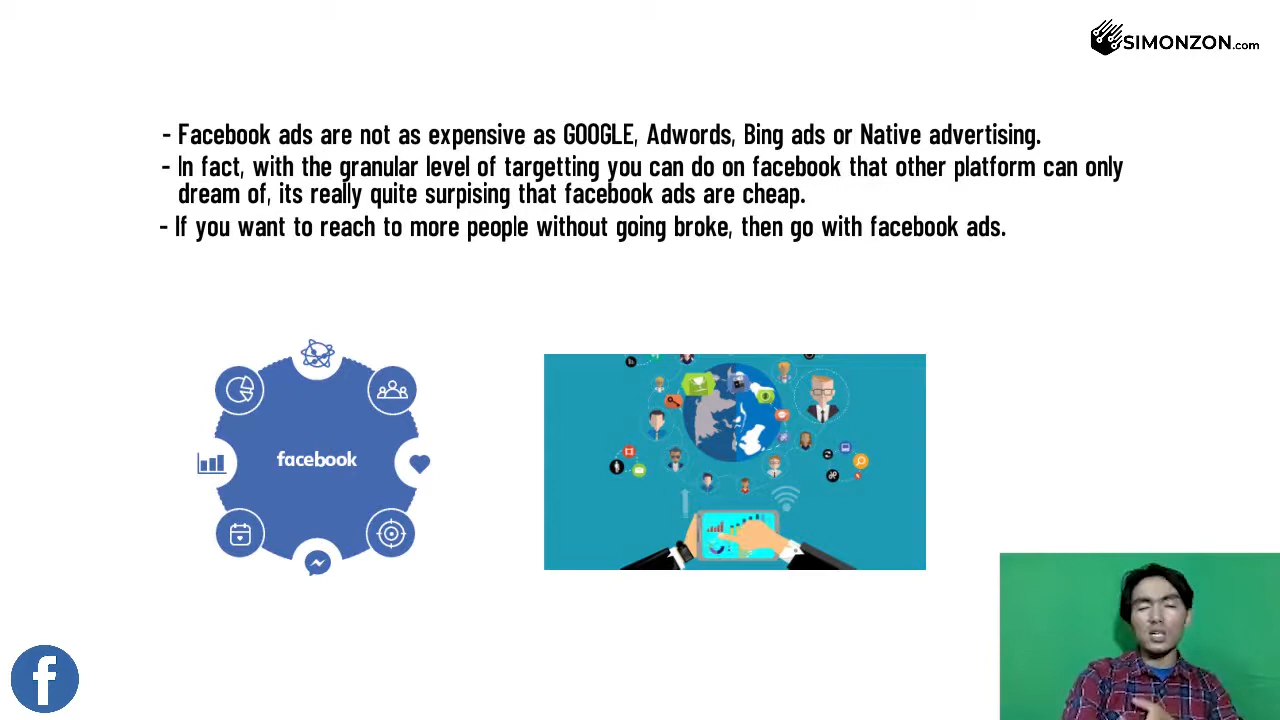 SIMONZON.com
- Facebook ads are not as expensive as GOOGLE, Adwords, Bing ads or Native advertising.
- In fact, with the granular level of targetting you can do on facebook that other platform can only
dream of, its really quite surpising that facebook ads are cheap.
- If you want to reach to more people without going broke, then go with facebook ads.
facebook
f